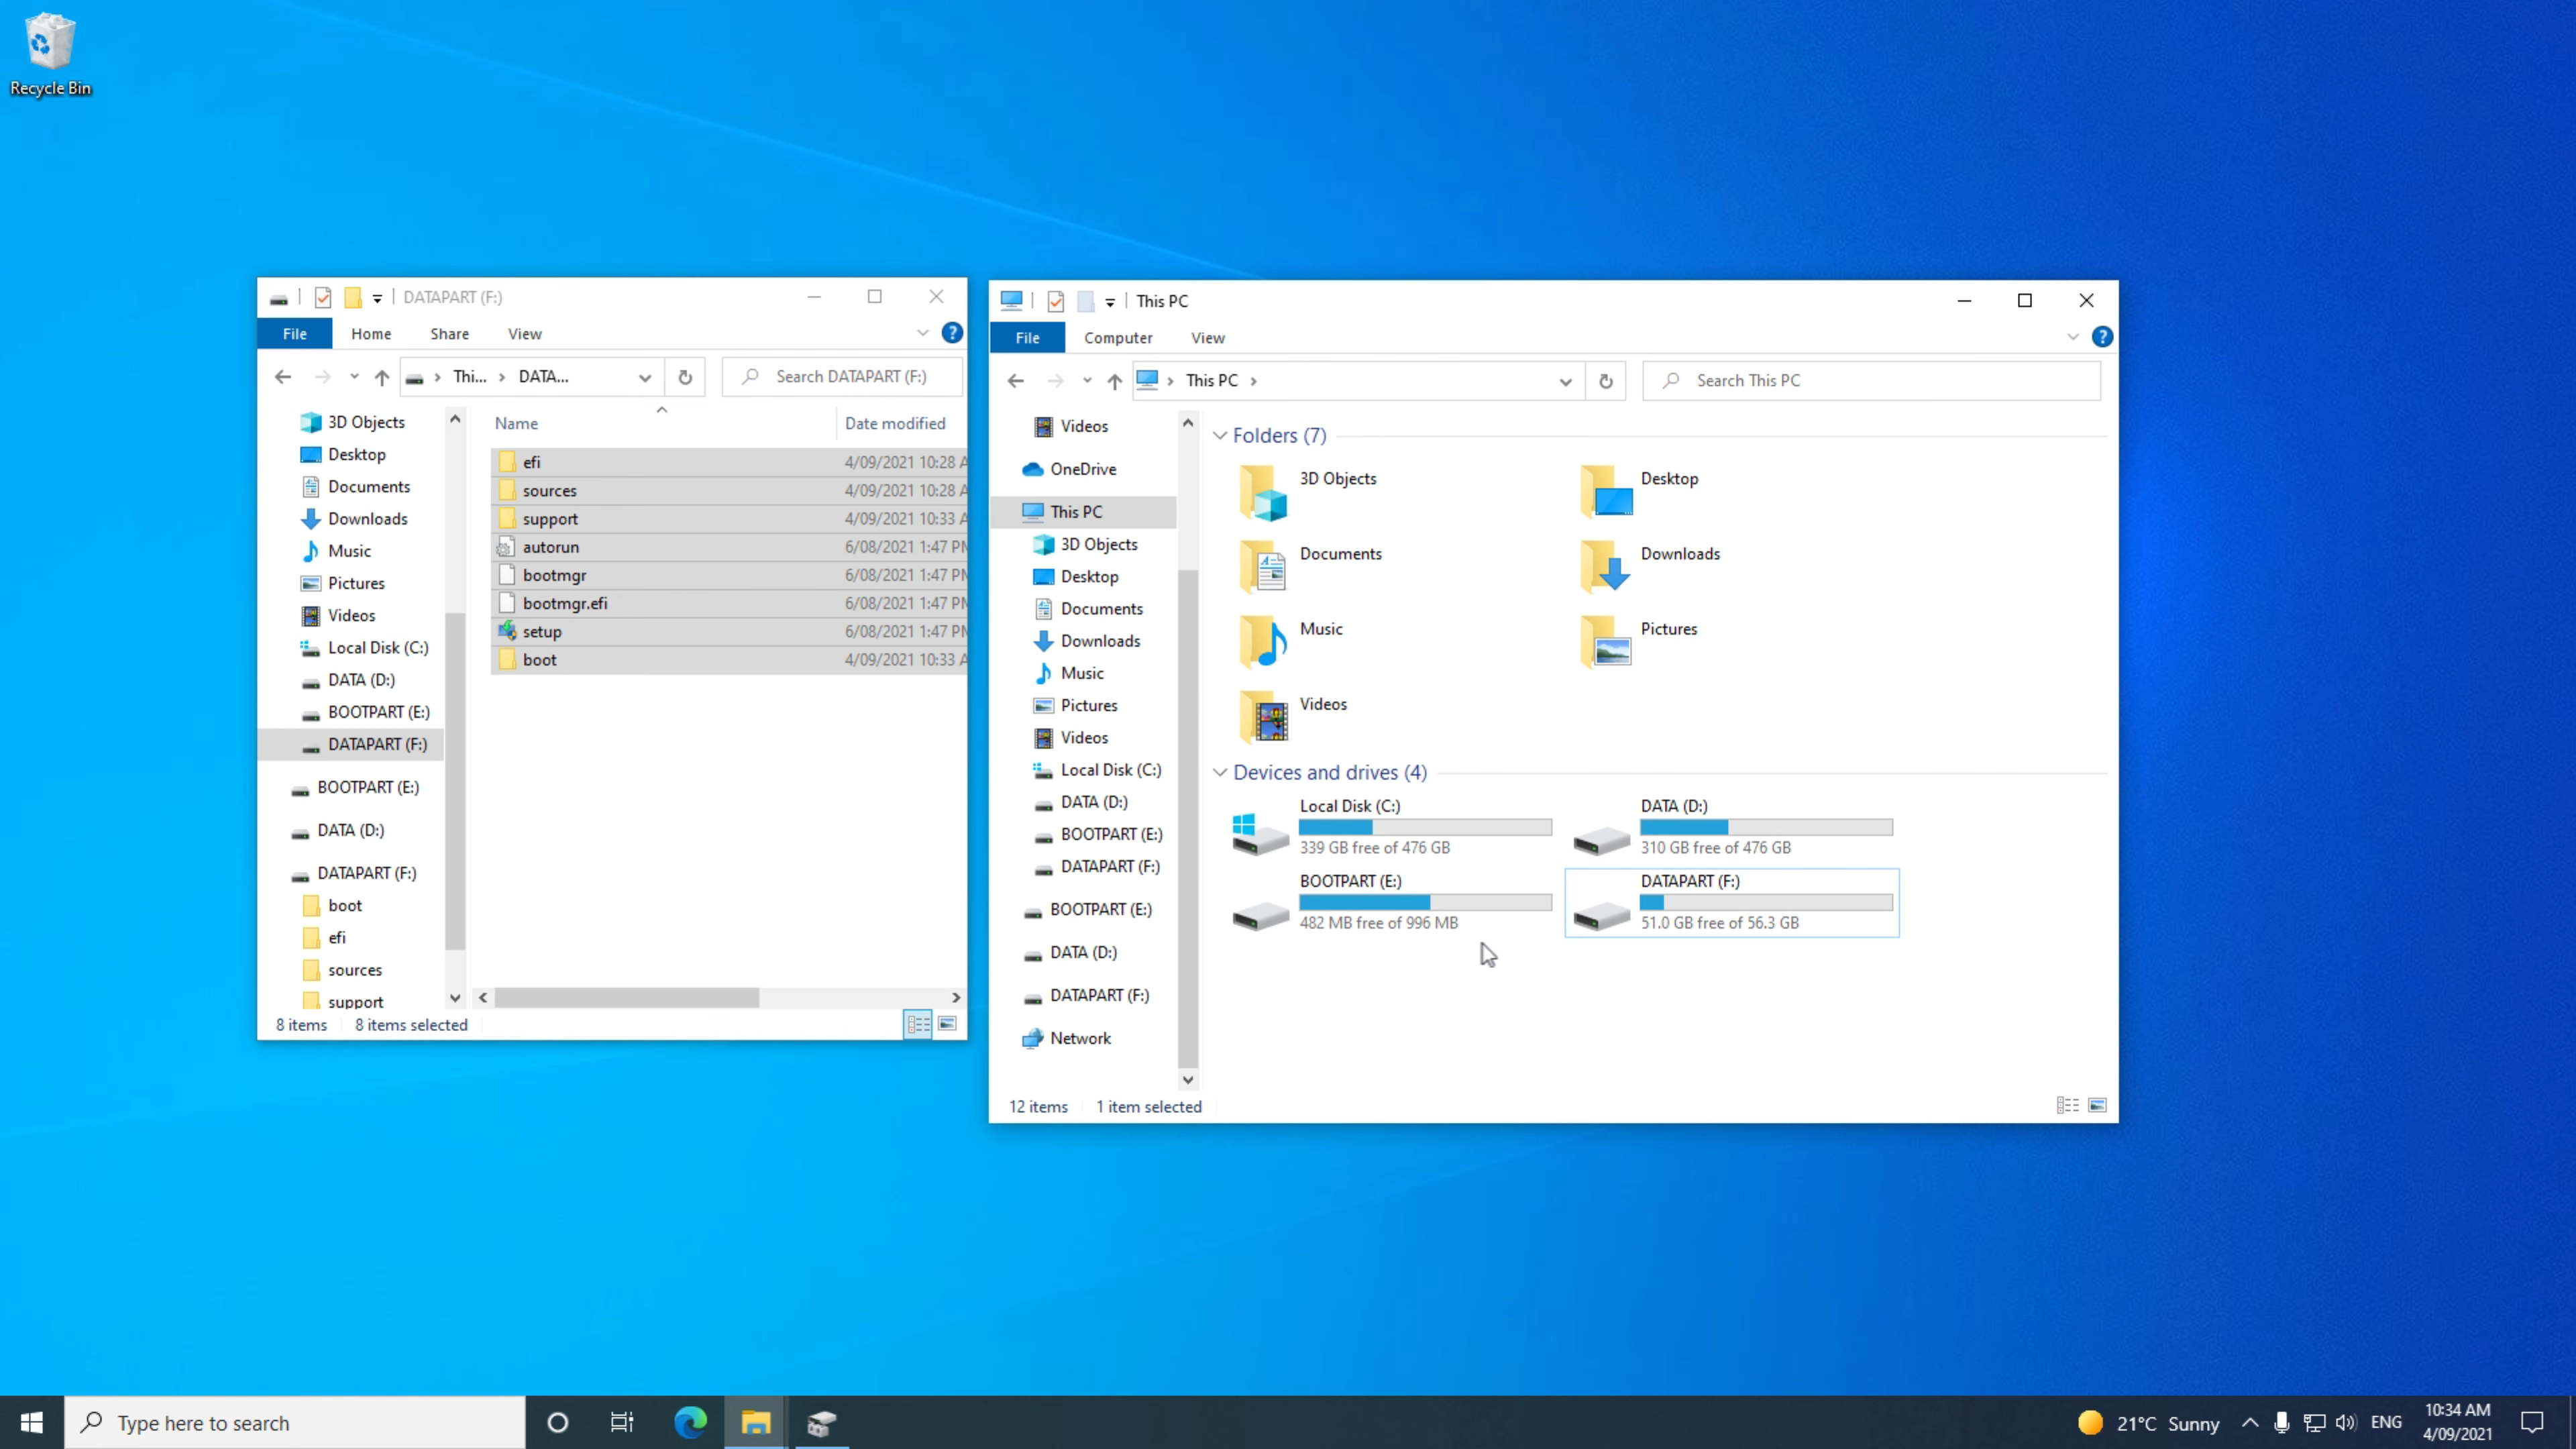 Recycle Bin
DATAPART (F:)
File Home Share View
Thi... DATA... Search DATAPART (F:)
3D Objects
Desktop
Documents
Downloads
Music
Pictures
Videos
Local Disk (C:)
DATA (D:)
BOOTPART (E:)
DATAPART (F:)
BOOTPART (E:)
DATA (D:)
DATAPART (F:)
boot
efi
sources
support
Name Date modified
efi 4/09/2021 10:28 A
sources 4/09/2021 10:28 A
support 4/09/2021 10:33 A
autorun 6/08/2021 1:47 PM
bootmgr 6/08/2021 1:47 PM
bootmgr.efi 6/08/2021 1:47 PM
setup 6/08/2021 1:47 PM
boot 4/09/2021 10:33 A
8 items 8 items selected
This PC
File Computer View
This PC Search This PC
Videos
OneDrive
This PC
3D Objects
Desktop
Documents
Downloads
Music
Pictures
Videos
Local Disk (C:)
DATA (D:)
BOOTPART (E:)
DATAPART (F:)
BOOTPART (E:)
DATA (D:)
DATAPART (F:)
Network
Folders (7)
3D Objects Desktop
Documents Downloads
Music Pictures
Videos
Devices and drives (4)
Local Disk (C:) DATA (D:)
339 GB free of 476 GB 310 GB free of 476 GB
BOOTPART (E:) DATAPART (F:)
482 MB free of 996 MB 51.0 GB free of 56.3 GB
12 items 1 item selected
Type here to search
21°C Sunny ENG 10:34 AM
4/09/2021